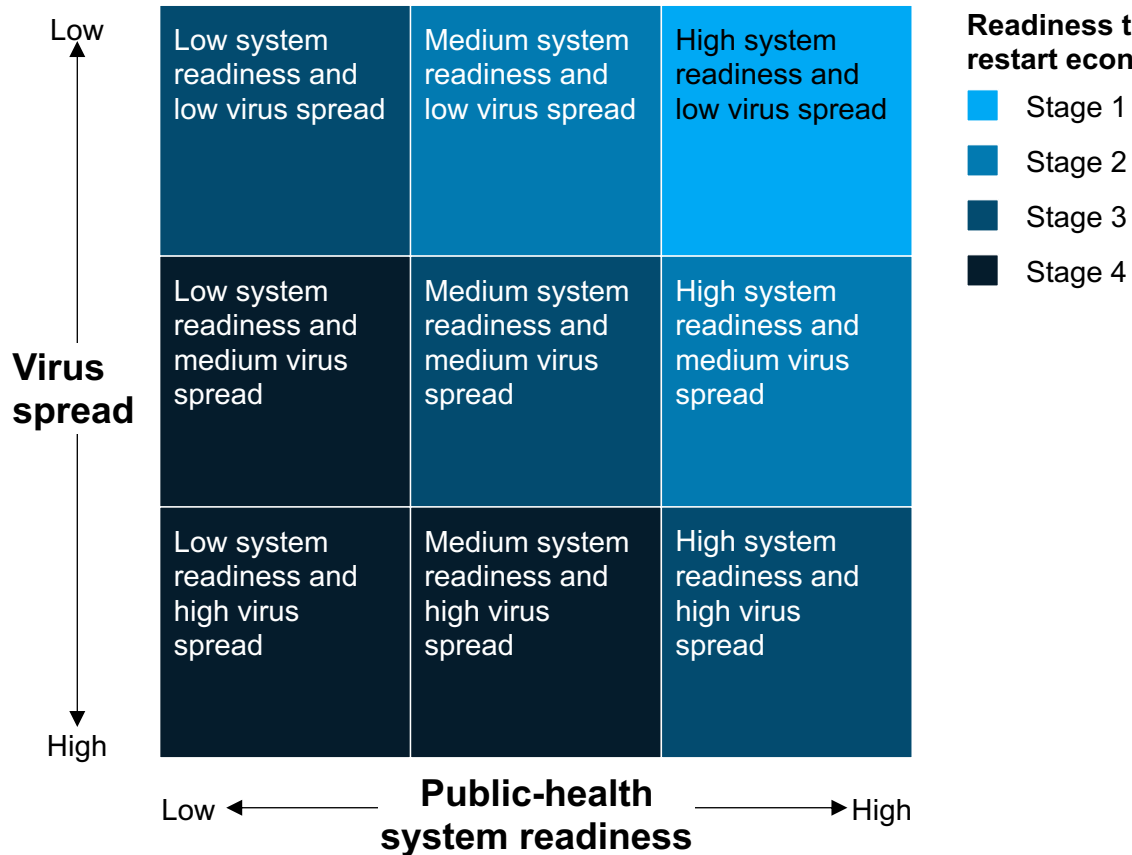 Low
Low system
readiness and
low virus spread
Medium system
readiness and
low virus spread
High system
readiness and
low virus spread
Readiness t
restart econ
Stage 1
Stage 2
Stage 3
Stage 4
Virus
spread
Low system
readiness and
medium virus
spread
Medium system
readiness and
medium virus
spread
High system
readiness and
medium virus
spread
Low system
readiness and
high virus
spread
Medium system
readiness and
high virus
spread
High system
readiness and
high virus
spread
High
Low
Public-health
system readiness
High